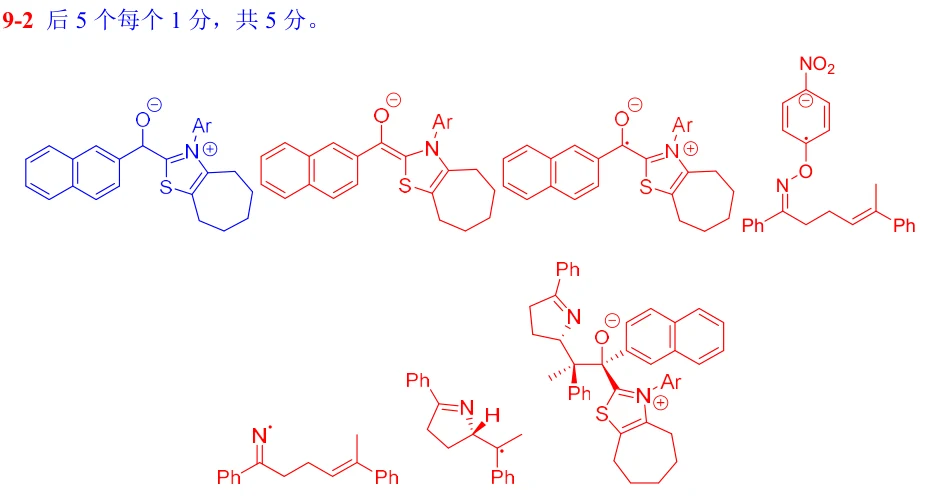 9-2 后 5 个每个 1 分，共 5 分。
NO₂
O⊖ Ar O⊖ Ar O⊖ Ar ⊖
N⊕ N N⊕ O
S S S N
Ph Ph
Ph
N O⊖
Ph Ph Ar
N H N⊕
N• S
Ph Ph Ph